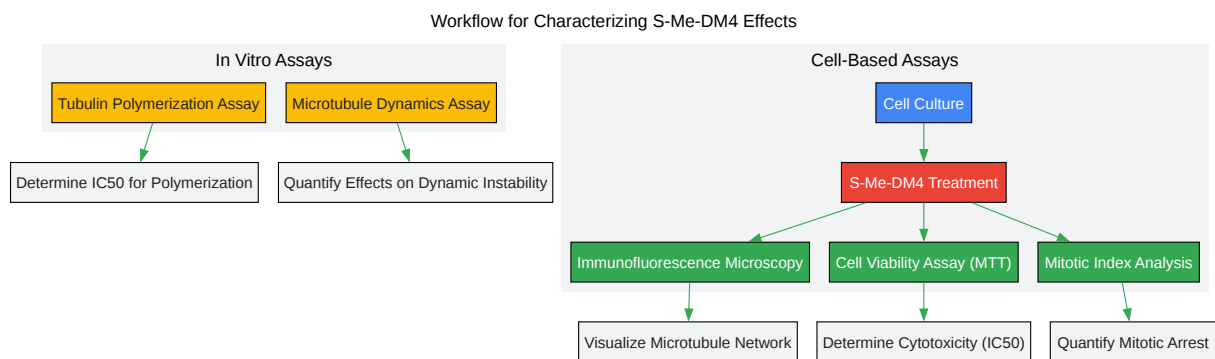 Workflow for Characterizing S-Me-DM4 Effects
In Vitro Assays
Tubulin Polymerization Assay
Microtubule Dynamics Assay
Determine IC50 for Polymerization
Quantify Effects on Dynamic Instability
Cell-Based Assays
Cell Culture
S-Me-DM4 Treatment
Immunofluorescence Microscopy
Cell Viability Assay (MTT)
Mitotic Index Analysis
Visualize Microtubule Network
Determine Cytotoxicity (IC50)
Quantify Mitotic Arrest